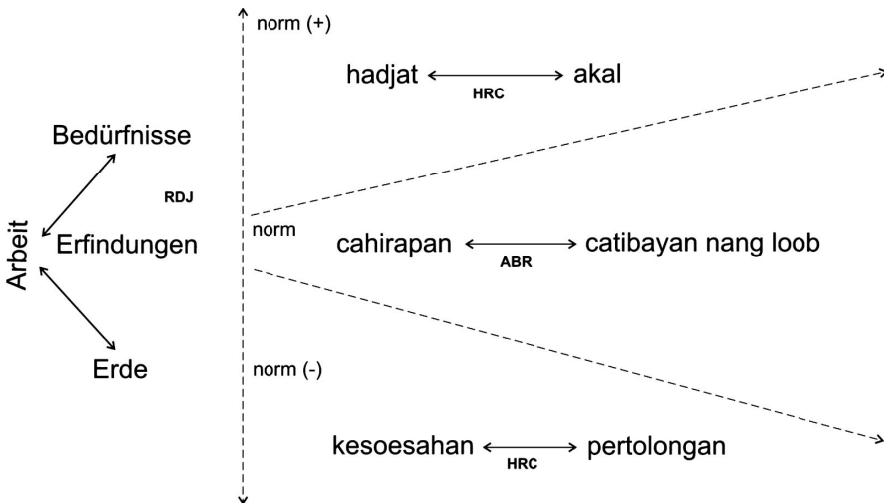 norm (+)
hadjat akal
HRC
Bedürfnisse
RDJ
Arbeit
Erfindungen
norm
cahirapan catibayan nang loob
ABR
Erde
norm (-)
kesoesahan pertolongan
HRC